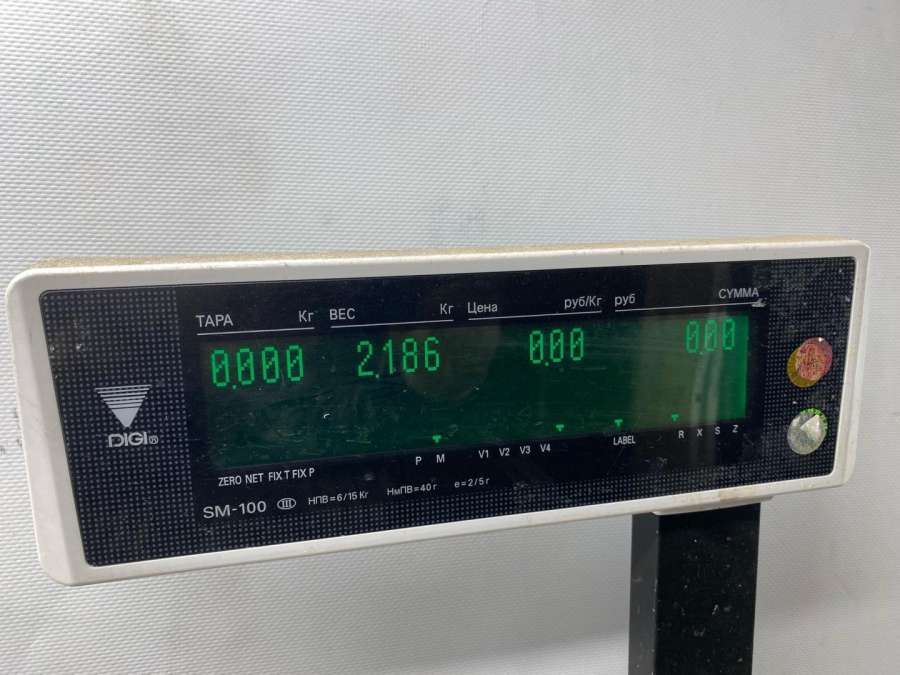 ТАРА Кг ВЕС Кг Цена руб/Кг руб СУММА
0.000 2.186 0.00 0.00
DIGI®
P M V1 V2 V3 V4 LABEL R X S Z
ZERO NET FIX T FIX P
SM-100 III НПВ=6/15 Кг НмПВ=40 г e=2/5 г